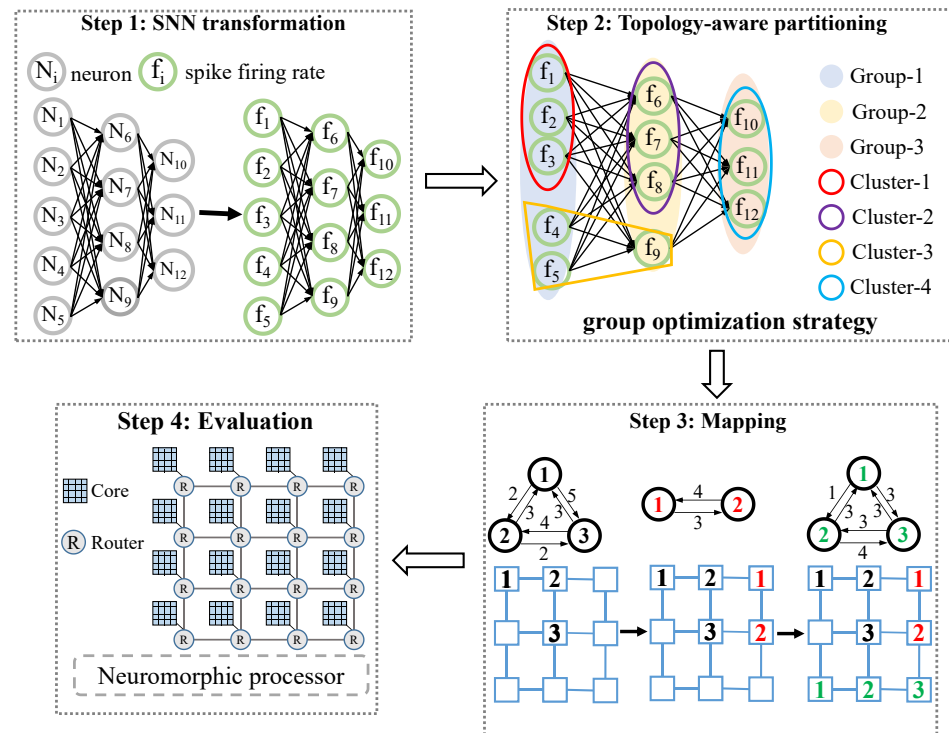 Step 1: SNN transformation
Nᵢ neuron fᵢ spike firing rate
N₁
N₂
N₃
N₄
N₅
N₆
N₇
N₈
N₉
N₁₀
N₁₁
N₁₂
f₁
f₂
f₃
f₄
f₅
f₆
f₇
f₈
f₉
f₁₀
f₁₁
f₁₂
Step 2: Topology-aware partitioning
f₁
f₂
f₃
f₄
f₅
f₆
f₇
f₈
f₉
f₁₀
f₁₁
f₁₂
Group-1
Group-2
Group-3
Cluster-1
Cluster-2
Cluster-3
Cluster-4
group optimization strategy
Step 3: Mapping
1
2 3 5 3
4
2 3
2
4
1 2
3
1
1 3 3 3
3
2 3
4
1 2
3
1 2 1
3 2
1 2 1
3 2
1 2 3
Step 4: Evaluation
Core
R Router
R R R R
R R R R
R R R R
R R R R
Neuromorphic processor